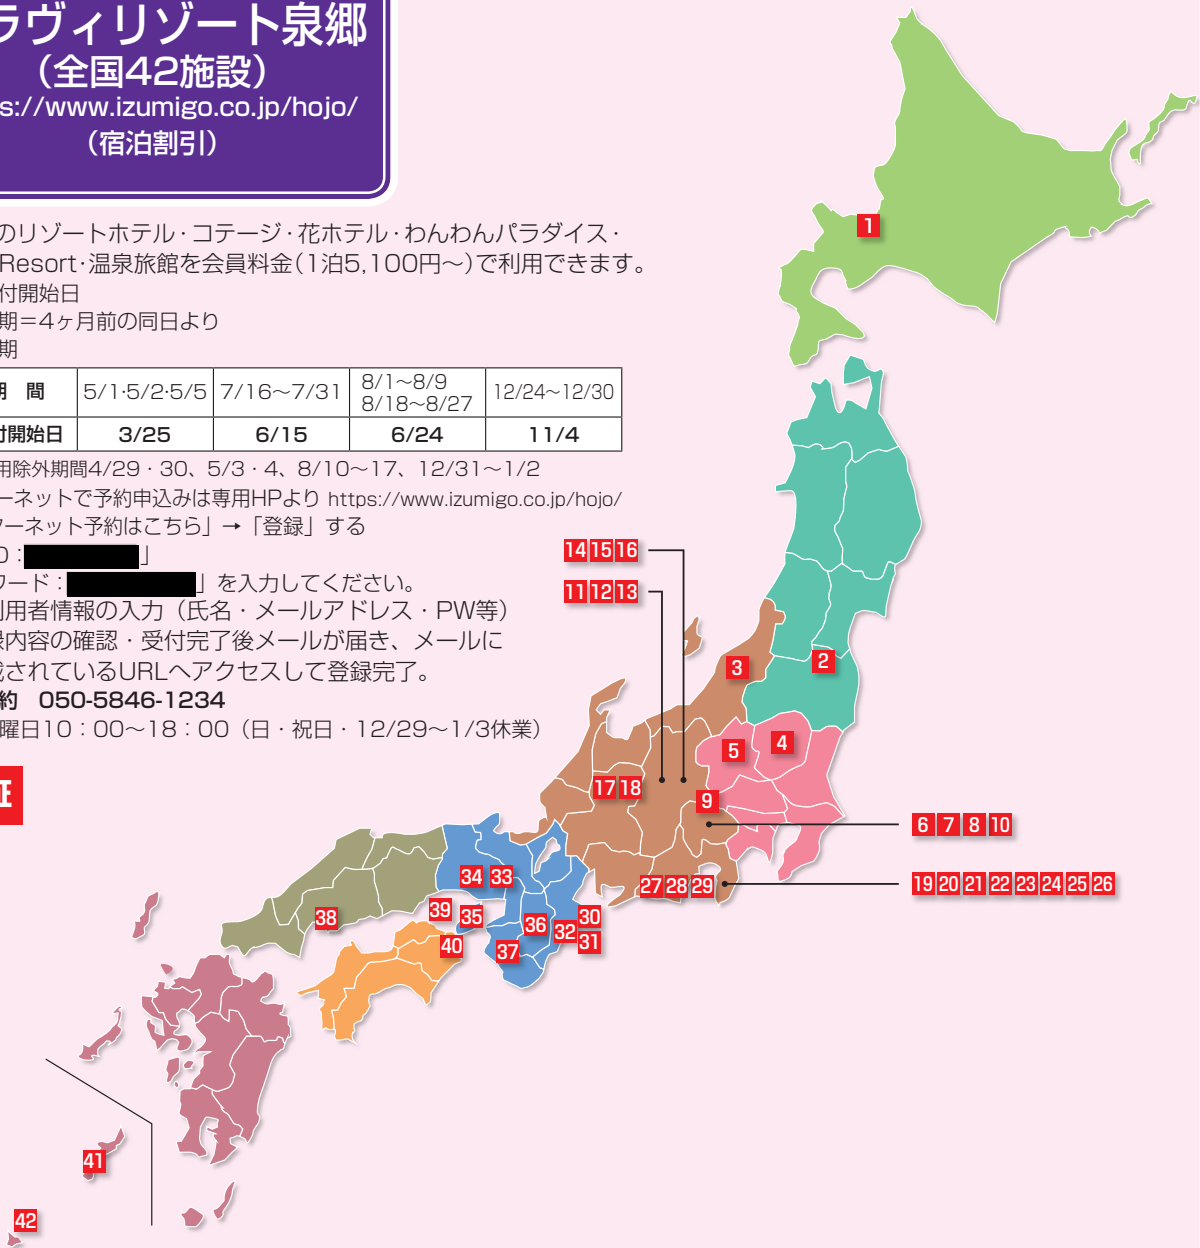 ラヴィリゾート泉郷
（全国42施設）
s://www.izumigo.co.jp/hojo/
（宿泊割引）
のリゾートホテル・コテージ・花ホテル・わんわんパラダイス・
Resort・温泉旅館を会員料金（1泊5,100円〜）で利用できます。
付開始日
期＝4ヶ月前の同日より
期
期　間 5/1・5/2・5/5 7/16〜7/31 8/1〜8/9 8/18〜8/27 12/24〜12/30
付開始日 3/25 6/15 6/24 11/4
用除外期間4/29・30、5/3・4、8/10〜17、12/31〜1/2
ーネットで予約申込みは専用HPより https://www.izumigo.co.jp/hojo/
ターネット予約はこちら」→「登録」する
D：」
ワード：」を入力してください。
利用者情報の入力（氏名・メールアドレス・PW等）
録内容の確認・受付完了後メールが届き、メールに
載されているURLへアクセスして登録完了。
約　050-5846-1234
曜日10：00〜18：00（日・祝日・12/29〜1/3休業）
証
1
14 15 16
11 12 13
2
3
4
5
17 18
9
6 7 8 10
27 28 29
19 20 21 22 23 24 25 26
34 33
39 35
30
38
36
32
31
40
37
41
42